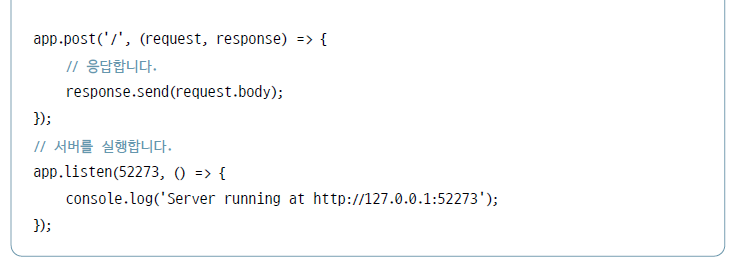 app.post('/', (request, response) => {
    // 응답합니다.
    response.send(request.body);
});
// 서버를 실행합니다.
app.listen(52273, () => {
    console.log('Server running at http://127.0.0.1:52273');
});